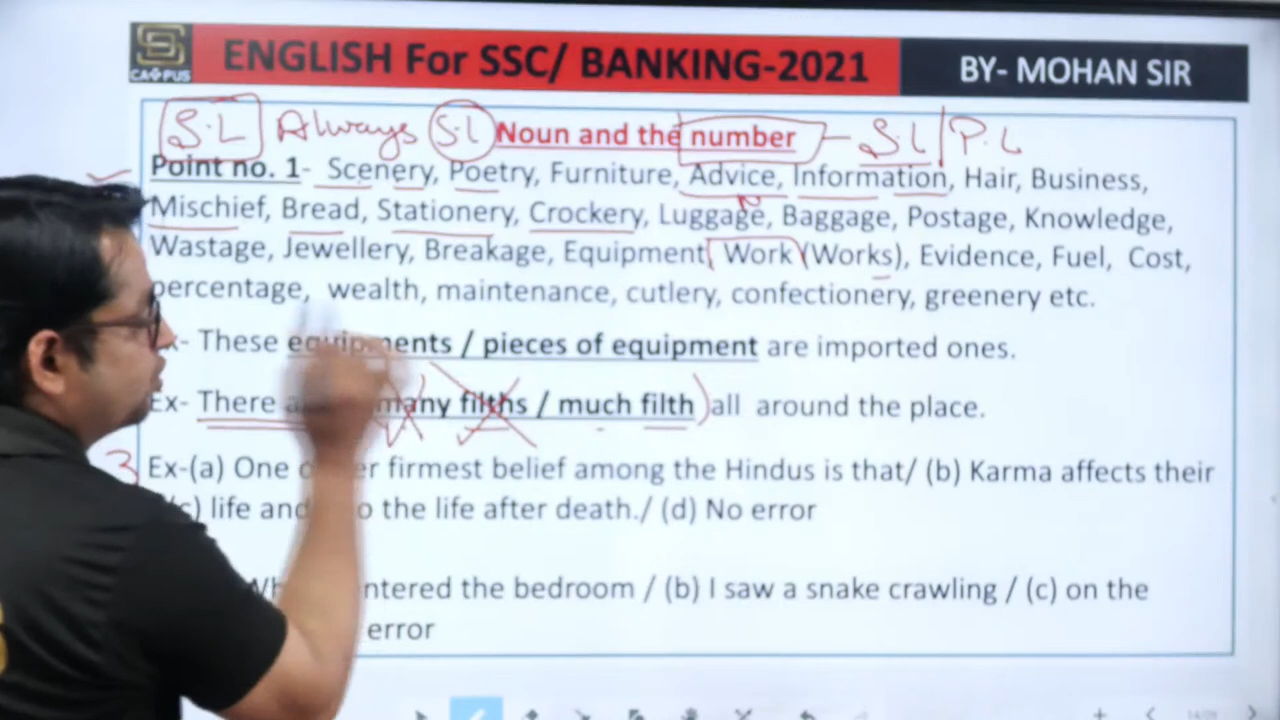 CAMPUS
ENGLISH For SSC/ BANKING-2021
BY- MOHAN SIR
S.L Always S.L Noun and the number - S.L/P.L
Point no. 1- Scenery, Poetry, Furniture, Advice, Information, Hair, Business,
Mischief, Bread, Stationery, Crockery, Luggage, Baggage, Postage, Knowledge,
Wastage, Jewellery, Breakage, Equipment, Work (Works), Evidence, Fuel, Cost,
percentage, wealth, maintenance, cutlery, confectionery, greenery etc.
These equipments / pieces of equipment are imported ones.
Ex- There many filths / much filth all around the place.
3 Ex-(a) One firmest belief among the Hindus is that/ (b) Karma affects their
life and the life after death./ (d) No error
the bedroom / (b) I saw a snake crawling / (c) on the
error